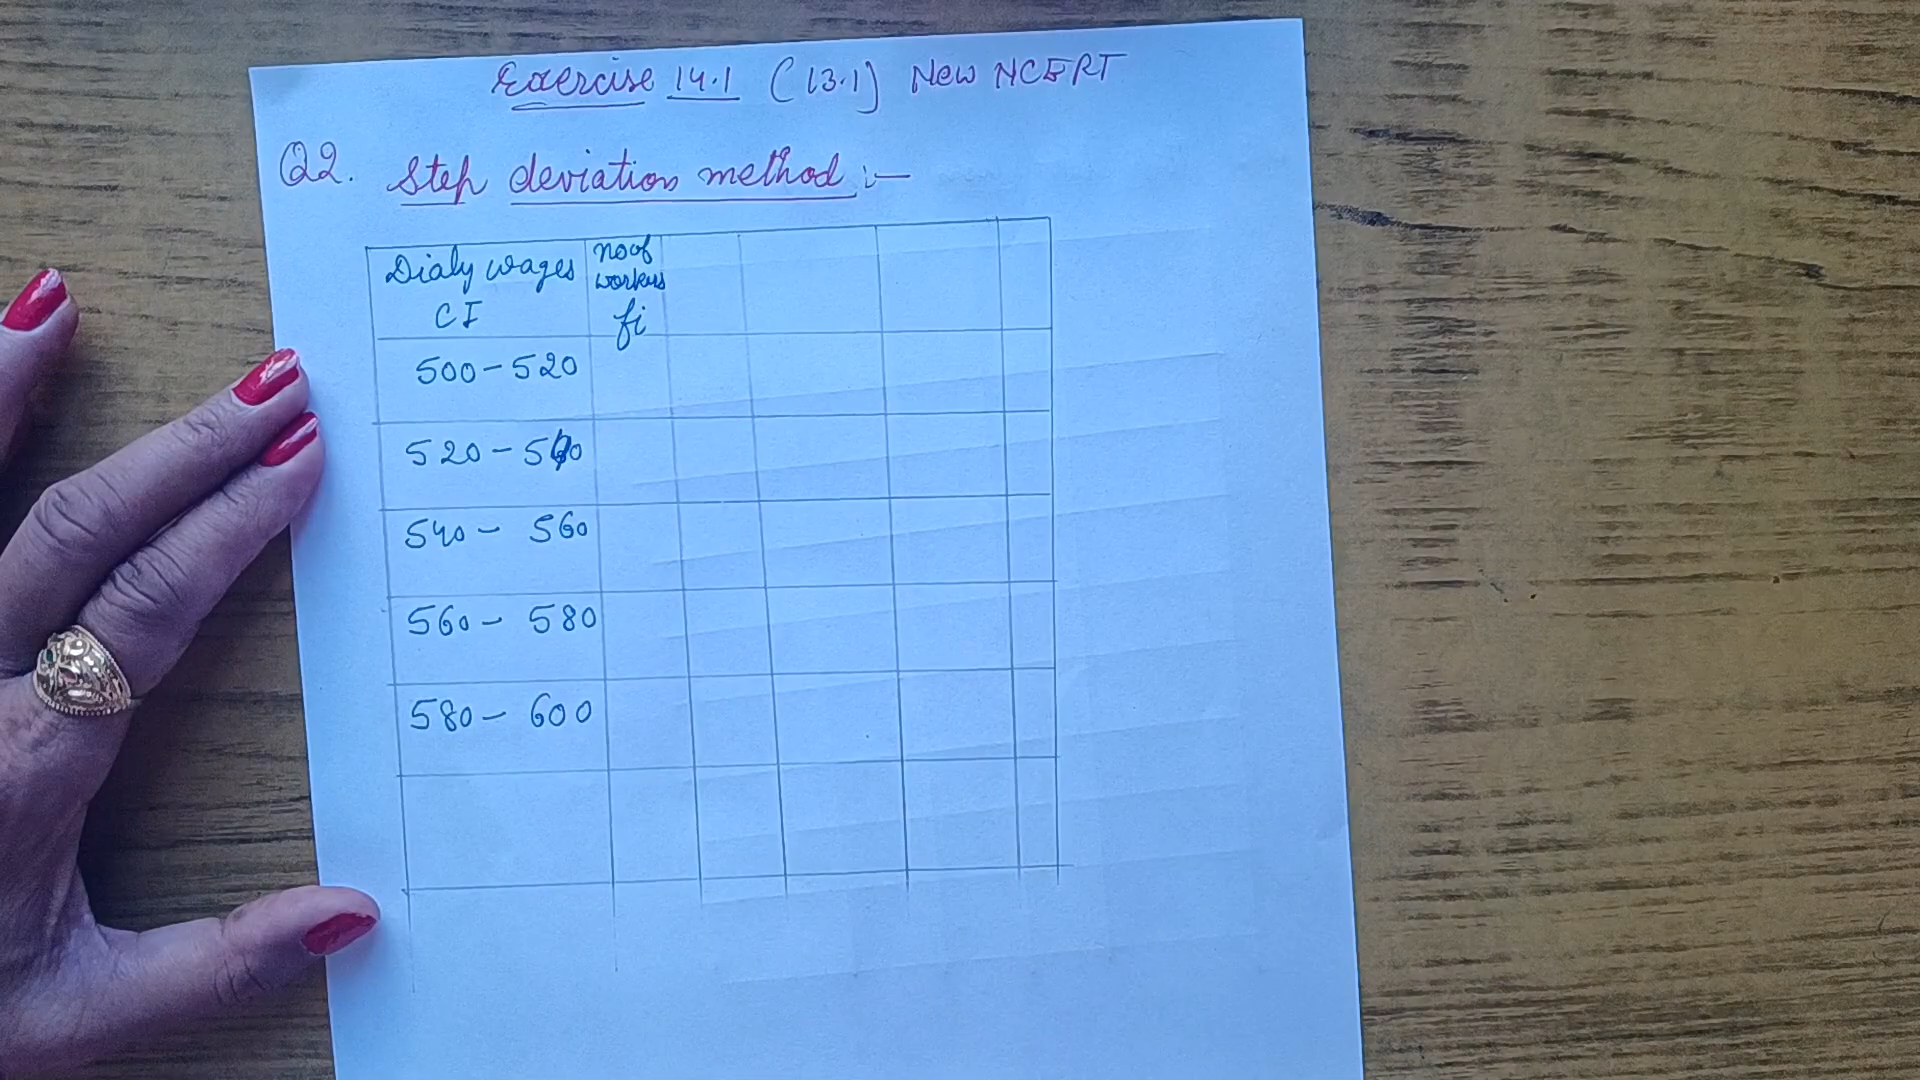 Exercise 14.1 (13.1) New NCERT
Q2. Step deviation method :—
Dialy wages
CI
no of
workers
fi
500 - 520
520 - 540
540 - 560
560 - 580
580 - 600